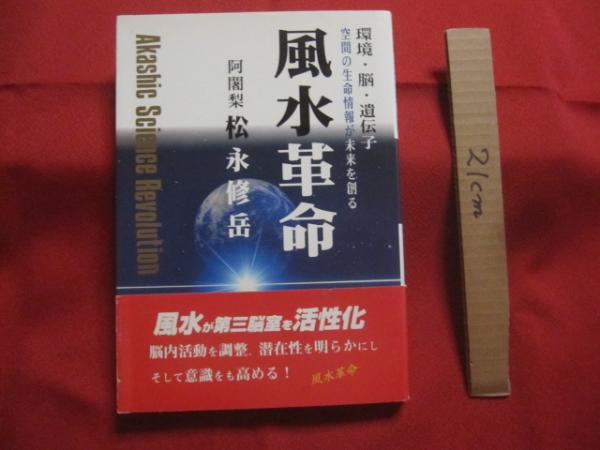 環境・脳・遺伝子
空間の生命情報が未来を創る
風水革命
阿闍梨 松永修岳
Akashic Science Revolution
風水が第三脳室を活性化
脳内活動を調整、潜在性を明らかにし
そして意識をも高める！
風水革命
21cm